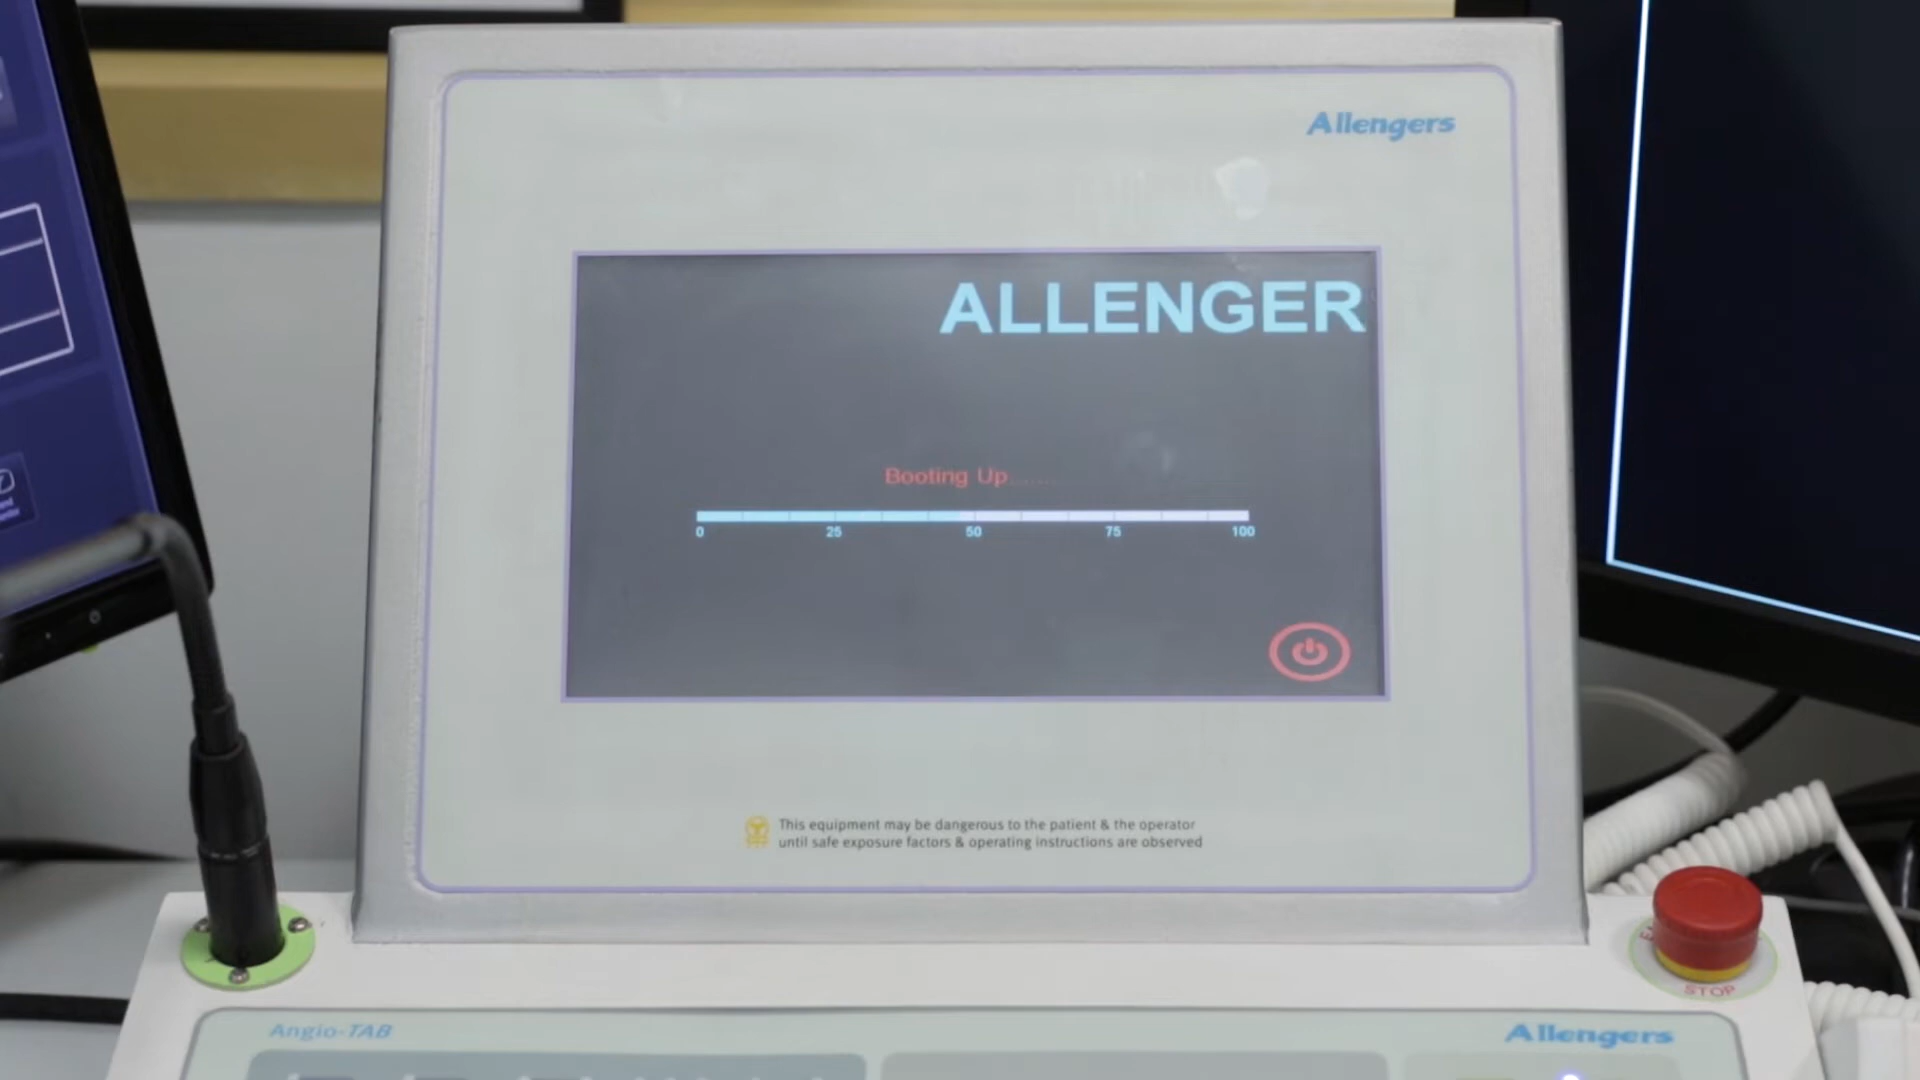 Allengers
ALLENGER
Booting Up.......
0 25 50 75 100
This equipment may be dangerous to the patient & the operator
until safe exposure factors & operating instructions are observed
STOP
Angio-TAB
Allengers